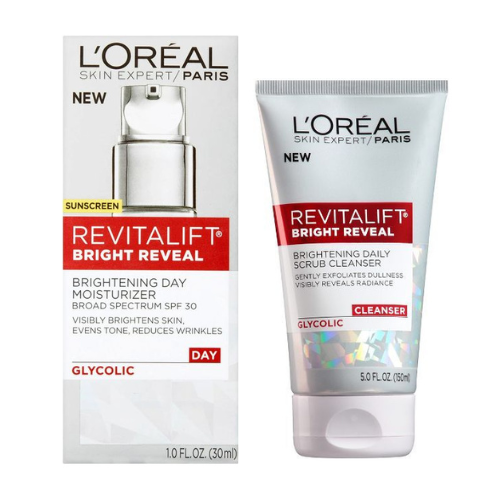 L'ORÉAL
SKIN EXPERT/PARIS
NEW
SUNSCREEN
REVITALIFT®
BRIGHT REVEAL
BRIGHTENING DAY
MOISTURIZER
BROAD SPECTRUM SPF 30
VISIBLY BRIGHTENS SKIN,
EVENS TONE, REDUCES WRINKLES
DAY
GLYCOLIC
1.0 FL.OZ. (30ml)
L'ORÉAL
SKIN EXPERT/PARIS
NEW
REVITALIFT®
BRIGHT REVEAL
BRIGHTENING DAILY
SCRUB CLEANSER
GENTLY EXFOLIATES DULLNESS
VISIBLY REVEALS RADIANCE
CLEANSER
GLYCOLIC
5.0 FL.OZ. (150ml)